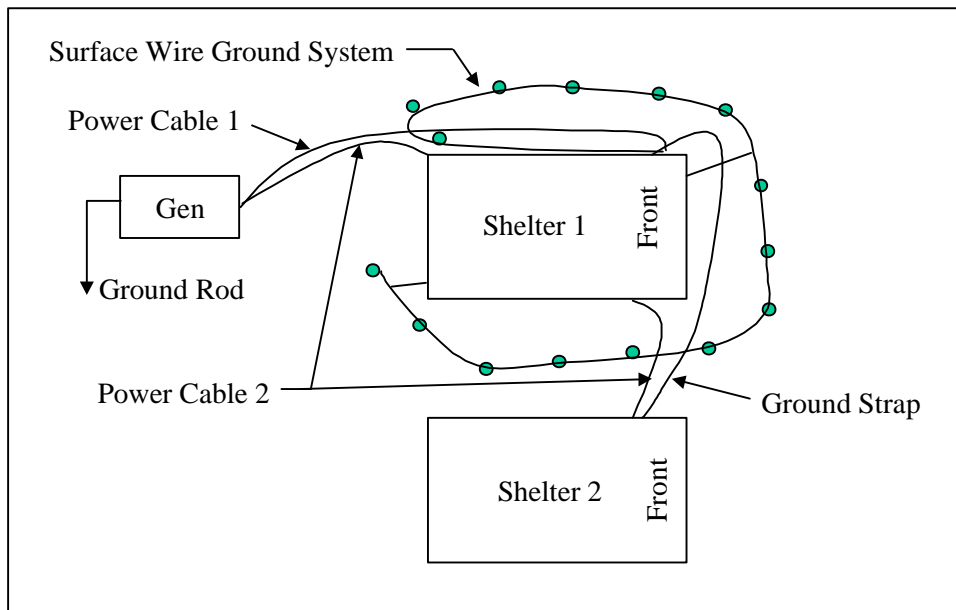 Surface Wire Ground System
Power Cable 1
Gen
Shelter 1
Front
Ground Rod
Power Cable 2
Ground Strap
Shelter 2
Front